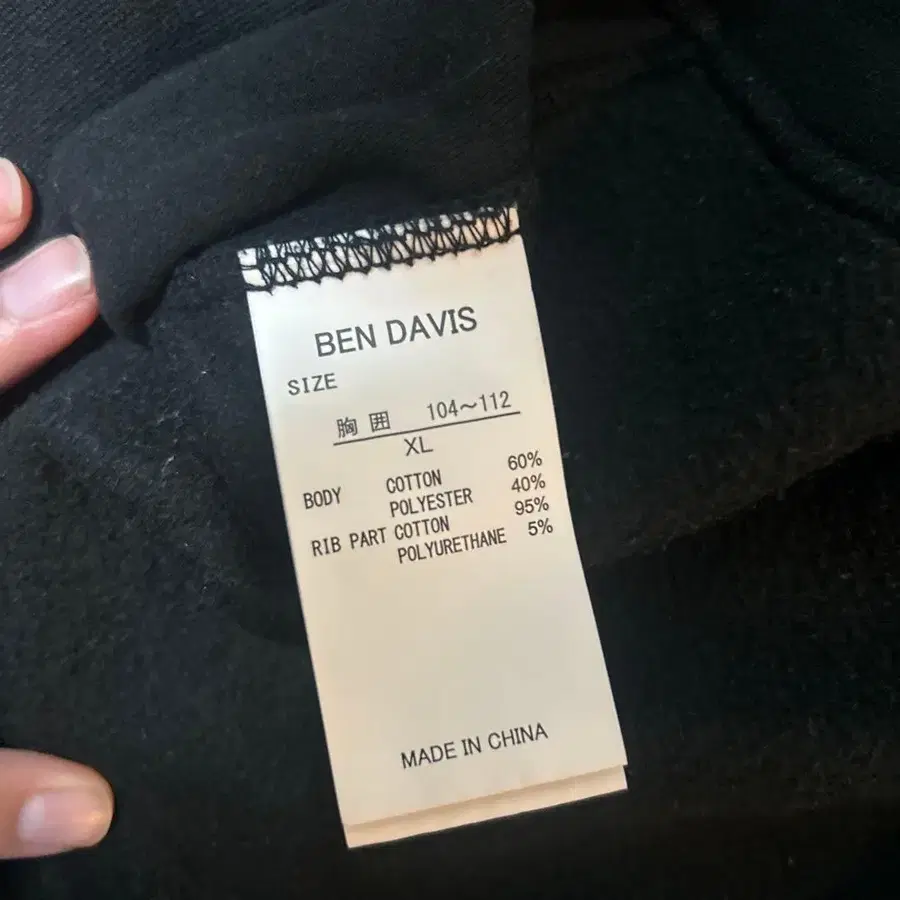 BEN DAVIS
SIZE
胸囲 104～112
XL
BODY COTTON 60%
POLYESTER 40%
RIB PART COTTON 95%
POLYURETHANE 5%
MADE IN CHINA